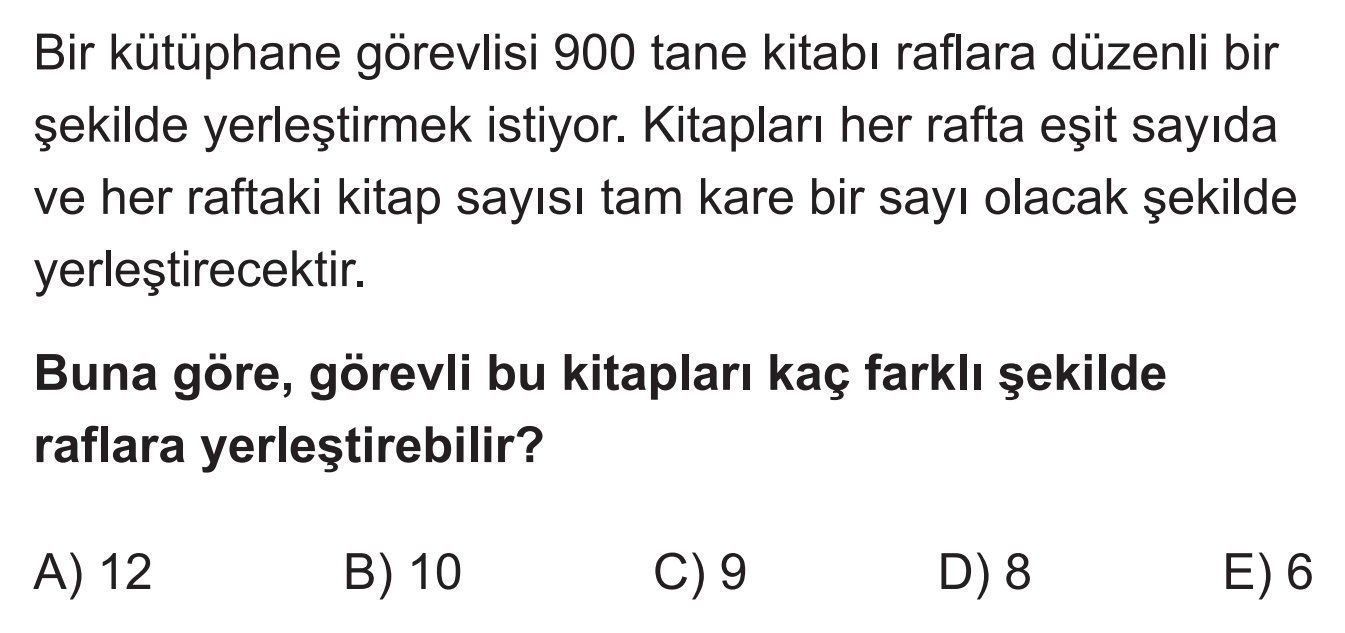 Bir kütüphane görevlisi 900 tane kitabı raflara düzenli bir
şekilde yerleştirmek istiyor. Kitapları her rafta eşit sayıda
ve her raftaki kitap sayısı tam kare bir sayı olacak şekilde
yerleştirecektir.
Buna göre, görevli bu kitapları kaç farklı şekilde
raflara yerleştirebilir?
A) 12 B) 10 C) 9 D) 8 E) 6